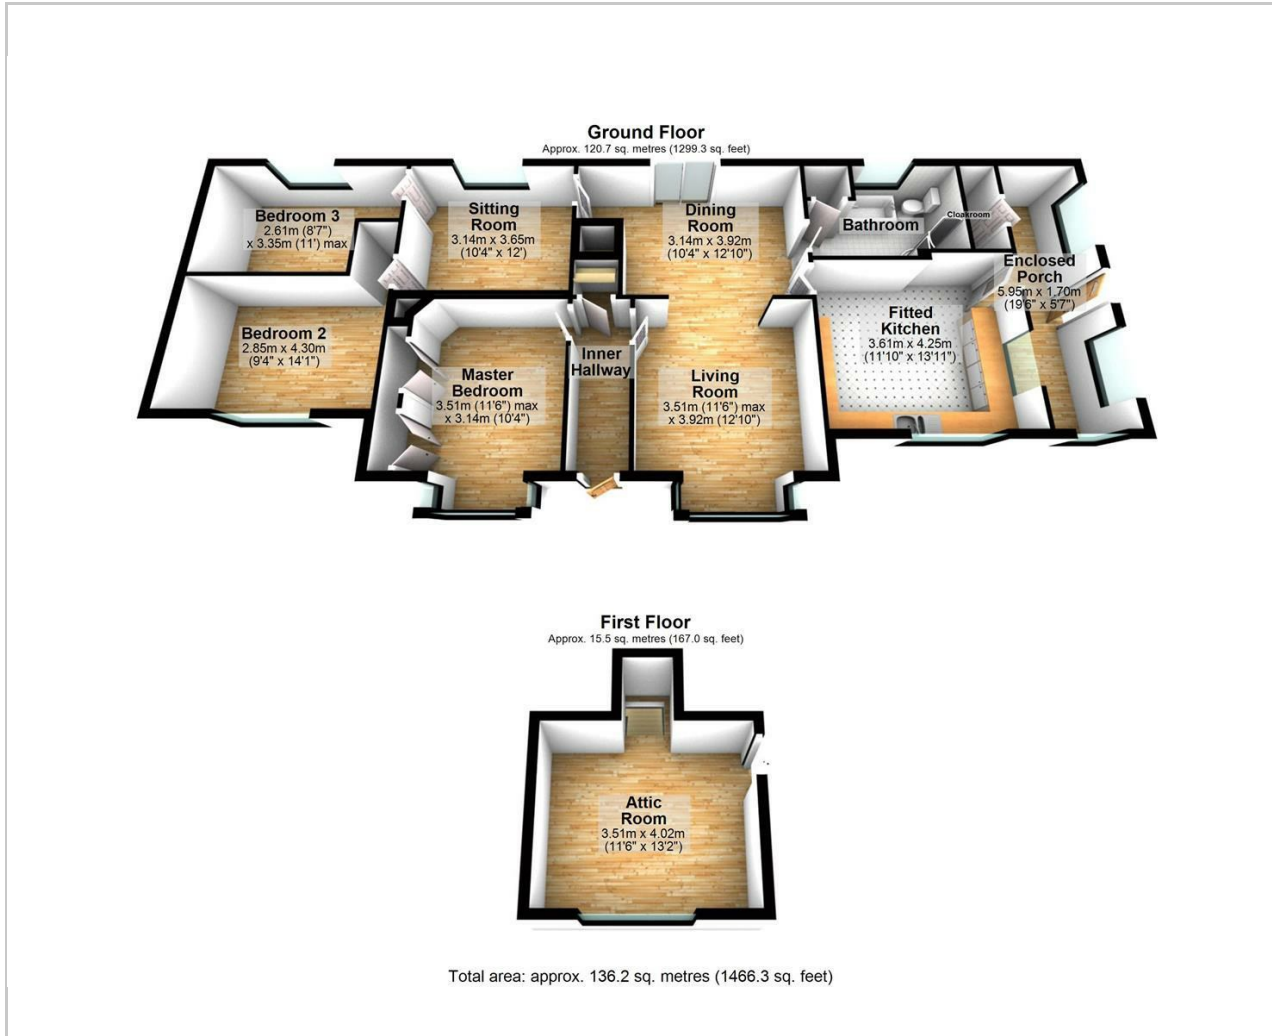 Ground Floor
Approx. 120.7 sq. metres (1299.3 sq. feet)
Bedroom 3
2.61m (8'7")
x 3.35m (11') max
Sitting
Room
3.14m x 3.65m
(10'4" x 12')
Dining
Room
3.14m x 3.92m
(10'4" x 12'10")
Bathroom
Cloakroom
Enclosed
Porch
5.95m x 1.70m
(19'6" x 5'7")
Bedroom 2
2.85m x 4.30m
(9'4" x 14'1")
Master
Bedroom
3.51m (11'6") max
x 3.14m (10'4")
Inner
Hallway
Living
Room
3.51m (11'6") max
x 3.92m (12'10")
Fitted
Kitchen
3.61m x 4.25m
(11'10" x 13'11")
First Floor
Approx. 15.5 sq. metres (167.0 sq. feet)
Attic
Room
3.51m x 4.02m
(11'6" x 13'2")
Total area: approx. 136.2 sq. metres (1466.3 sq. feet)